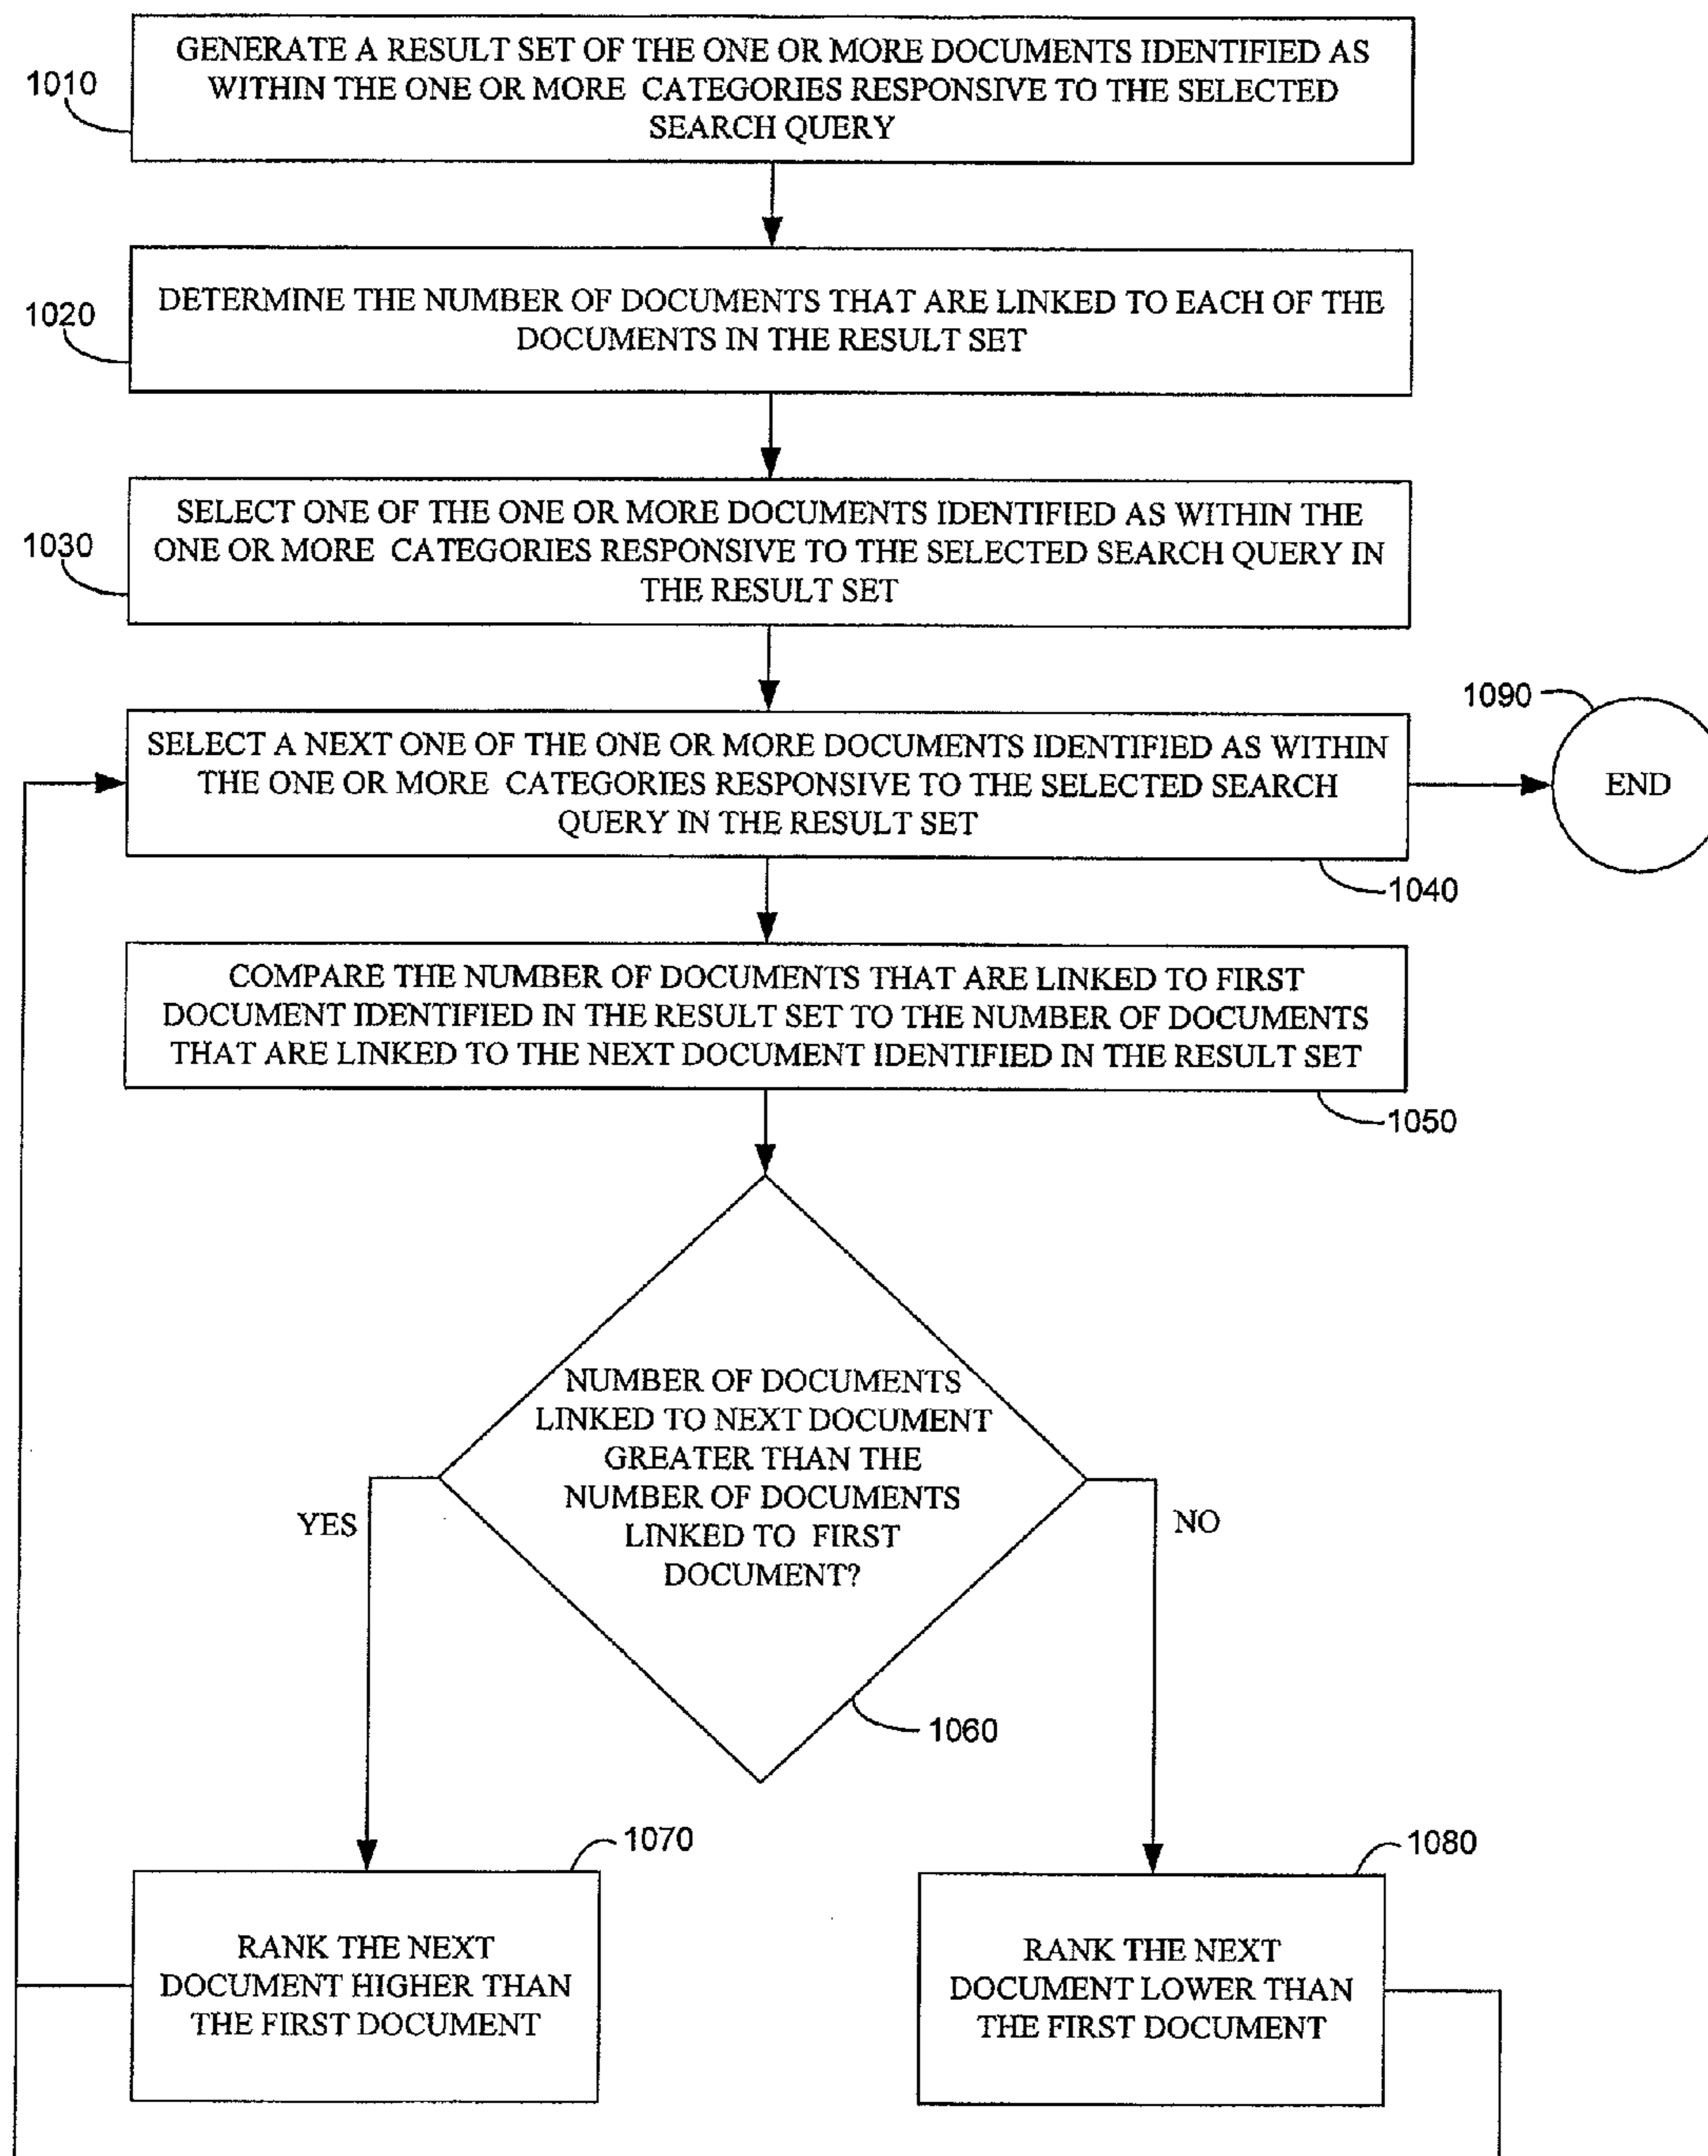 GENERATE A RESULT SET OF THE ONE OR MORE DOCUMENTS IDENTIFIED AS
WITHIN THE ONE OR MORE CATEGORIES RESPONSIVE TO THE SELECTED
SEARCH QUERY
1010
DETERMINE THE NUMBER OF DOCUMENTS THAT ARE LINKED TO EACH OF THE
DOCUMENTS IN THE RESULT SET
1020
SELECT ONE OF THE ONE OR MORE DOCUMENTS IDENTIFIED AS WITHIN THE
ONE OR MORE CATEGORIES RESPONSIVE TO THE SELECTED SEARCH QUERY IN
THE RESULT SET
1030
SELECT A NEXT ONE OF THE ONE OR MORE DOCUMENTS IDENTIFIED AS WITHIN
THE ONE OR MORE CATEGORIES RESPONSIVE TO THE SELECTED SEARCH
QUERY IN THE RESULT SET
1040
1090
END
COMPARE THE NUMBER OF DOCUMENTS THAT ARE LINKED TO FIRST
DOCUMENT IDENTIFIED IN THE RESULT SET TO THE NUMBER OF DOCUMENTS
THAT ARE LINKED TO THE NEXT DOCUMENT IDENTIFIED IN THE RESULT SET
1050
NUMBER OF DOCUMENTS
LINKED TO NEXT DOCUMENT
GREATER THAN THE
NUMBER OF DOCUMENTS
LINKED TO FIRST
DOCUMENT?
YES
NO
1060
1070
RANK THE NEXT
DOCUMENT HIGHER THAN
THE FIRST DOCUMENT
1080
RANK THE NEXT
DOCUMENT LOWER THAN
THE FIRST DOCUMENT